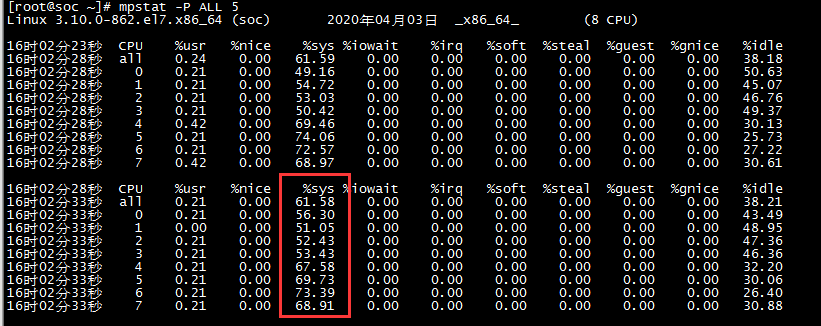 [root@soc ~]# mpstat -P ALL 5
Linux 3.10.0-862.el7.x86_64 (soc) 2020年04月03日 _x86_64_ (8 CPU)
16时02分23秒 CPU %usr %nice %sys %iowait %irq %soft %steal %guest %gnice %idle
16时02分28秒 all 0.24 0.00 61.59 0.00 0.00 0.00 0.00 0.00 0.00 38.18
16时02分28秒 0 0.21 0.00 49.16 0.00 0.00 0.00 0.00 0.00 0.00 50.63
16时02分28秒 1 0.21 0.00 54.72 0.00 0.00 0.00 0.00 0.00 0.00 45.07
16时02分28秒 2 0.21 0.00 53.03 0.00 0.00 0.00 0.00 0.00 0.00 46.76
16时02分28秒 3 0.21 0.00 50.42 0.00 0.00 0.00 0.00 0.00 0.00 49.37
16时02分28秒 4 0.42 0.00 69.46 0.00 0.00 0.00 0.00 0.00 0.00 30.13
16时02分28秒 5 0.21 0.00 74.06 0.00 0.00 0.00 0.00 0.00 0.00 25.73
16时02分28秒 6 0.21 0.00 72.57 0.00 0.00 0.00 0.00 0.00 0.00 27.22
16时02分28秒 7 0.42 0.00 68.97 0.00 0.00 0.00 0.00 0.00 0.00 30.61
16时02分28秒 CPU %usr %nice %sys %iowait %irq %soft %steal %guest %gnice %idle
16时02分33秒 all 0.21 0.00 61.58 0.00 0.00 0.00 0.00 0.00 0.00 38.21
16时02分33秒 0 0.21 0.00 56.30 0.00 0.00 0.00 0.00 0.00 0.00 43.49
16时02分33秒 1 0.00 0.00 51.05 0.00 0.00 0.00 0.00 0.00 0.00 48.95
16时02分33秒 2 0.21 0.00 52.43 0.00 0.00 0.00 0.00 0.00 0.00 47.36
16时02分33秒 3 0.21 0.00 53.43 0.00 0.00 0.00 0.00 0.00 0.00 46.36
16时02分33秒 4 0.21 0.00 67.58 0.00 0.00 0.00 0.00 0.00 0.00 32.20
16时02分33秒 5 0.21 0.00 69.73 0.00 0.00 0.00 0.00 0.00 0.00 30.06
16时02分33秒 6 0.21 0.00 73.39 0.00 0.00 0.00 0.00 0.00 0.00 26.40
16时02分33秒 7 0.21 0.00 68.91 0.00 0.00 0.00 0.00 0.00 0.00 30.88